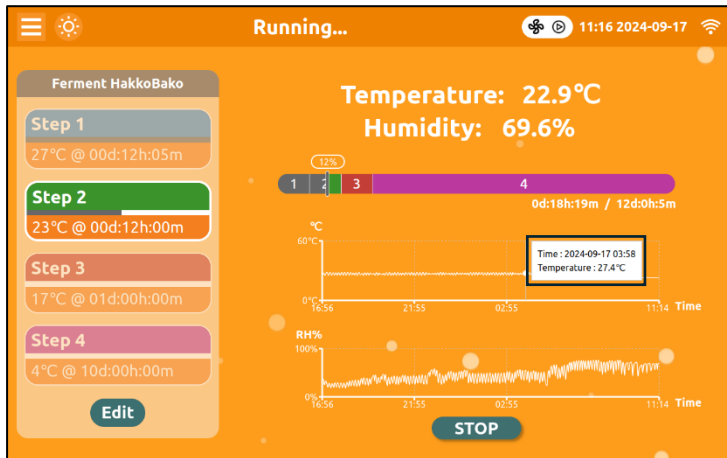 Running...
11:16 2024-09-17
Ferment HakkoBako
Step 1
27℃ @ 00d:12h:05m
Step 2
23℃ @ 00d:12h:00m
Step 3
17℃ @ 01d:00h:00m
Step 4
4℃ @ 10d:00h:00m
Edit
Temperature: 22.9℃
Humidity: 69.6%
12%
1 2 3 4
0d:18h:19m / 12d:0h:5m
℃
60℃
Time : 2024-09-17 03:58
Temperature : 27.4℃
0℃
16:56 21:55 02:55 11:14 Time
RH%
100%
0%
16:56 21:55 02:55 11:14 Time
STOP